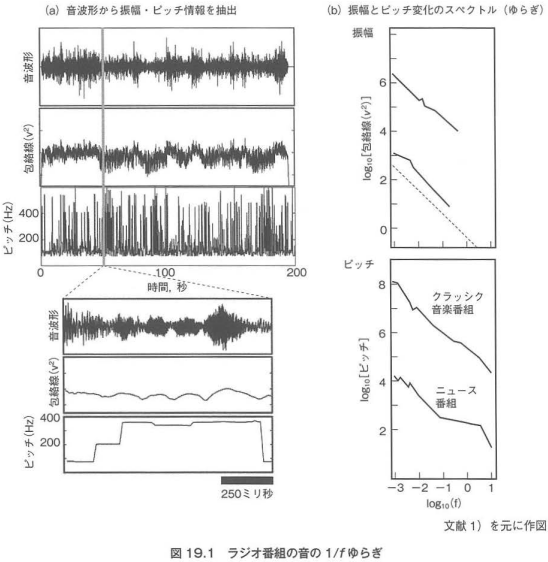 (a) 音波形から振幅・ピッチ情報を抽出
音波形
包絡線(v²)
ピッチ(Hz)
400
200
0
100
200
時間, 秒
音波形
包絡線(v²)
ピッチ(Hz)
400
200
250ミリ秒
(b) 振幅とピッチ変化のスペクトル(ゆらぎ)
振幅
log₁₀[包絡線(v²)]
6
4
2
0
ピッチ
log₁₀[ピッチ]
8
6
4
2
クラッシク
音楽番組
ニュース
番組
−3 −2 −1 0 1
log₁₀(f)
文献 1) を元に作図
図 19.1 ラジオ番組の音の 1/f ゆらぎ